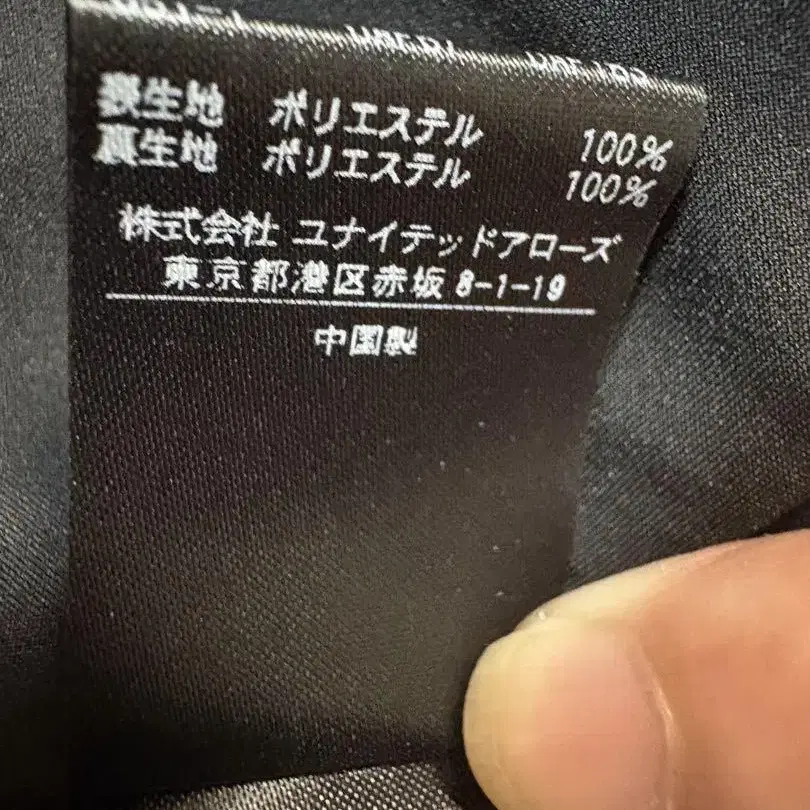 表生地 ポリエステル 100%
裏生地 ポリエステル 100%
株式会社 ユナイテッドアローズ
東京都港区赤坂 8-1-19
中国製